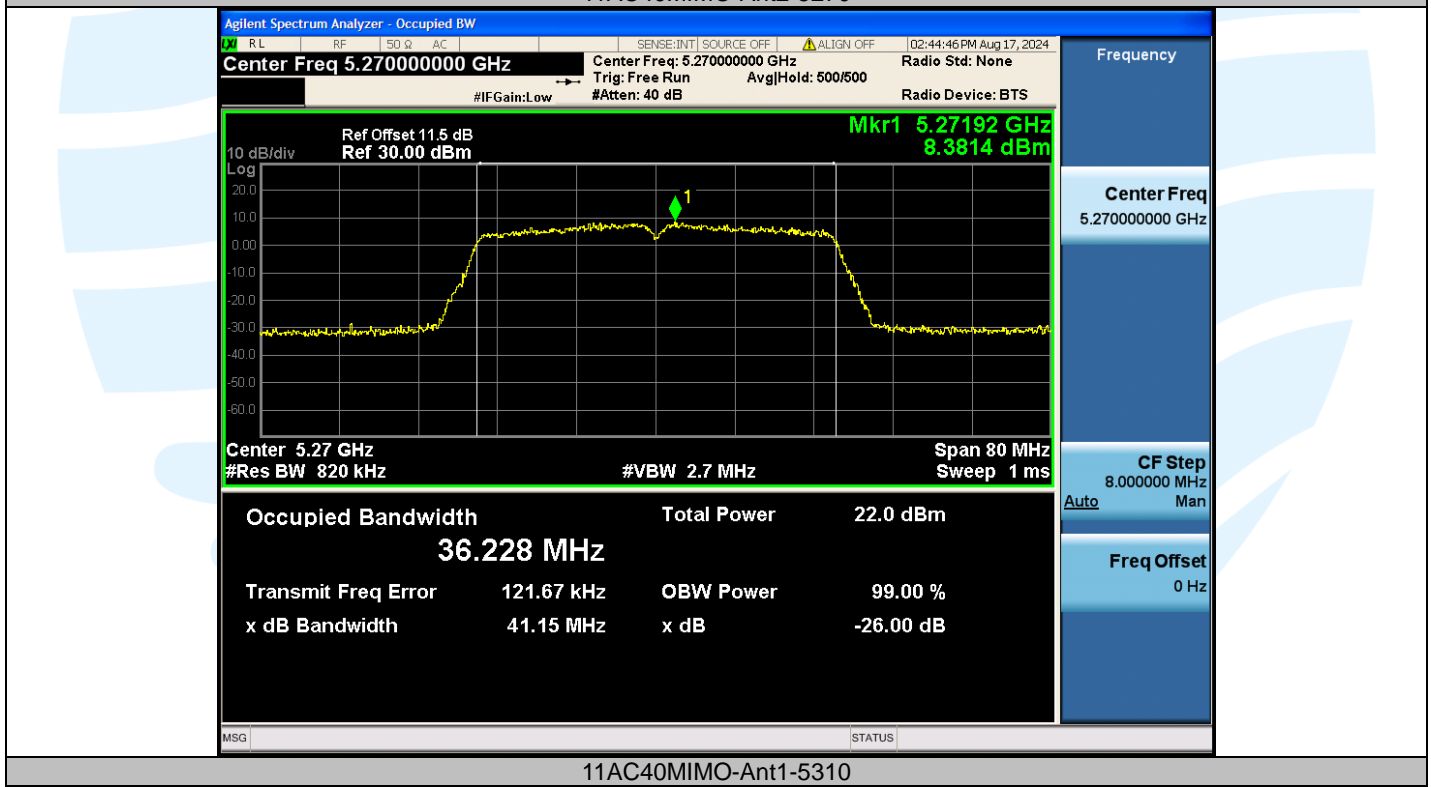 Agilent Spectrum Analyzer - Occupied BW
LXI RL RF 50 Ω AC SENSE:INT SOURCE OFF ALIGN OFF 02:44:46 PM Aug 17, 2024
Center Freq 5.270000000 GHz
Center Freq: 5.270000000 GHz Radio Std: None
Trig: Free Run Avg|Hold: 500/500
#IFGain:Low #Atten: 40 dB Radio Device: BTS
Frequency
Ref Offset 11.5 dB
10 dB/div Ref 30.00 dBm
Mkr1 5.27192 GHz
8.3814 dBm
Log
20.0
10.0
0.00
-10.0
-20.0
-30.0
-40.0
-50.0
-60.0
1
Center 5.27 GHz Span 80 MHz
#Res BW 820 kHz #VBW 2.7 MHz Sweep 1 ms
Occupied Bandwidth Total Power 22.0 dBm
36.228 MHz
Transmit Freq Error 121.67 kHz OBW Power 99.00 %
x dB Bandwidth 41.15 MHz x dB -26.00 dB
Center Freq
5.270000000 GHz
CF Step
8.000000 MHz
Auto Man
Freq Offset
0 Hz
MSG STATUS
11AC40MIMO-Ant1-5310